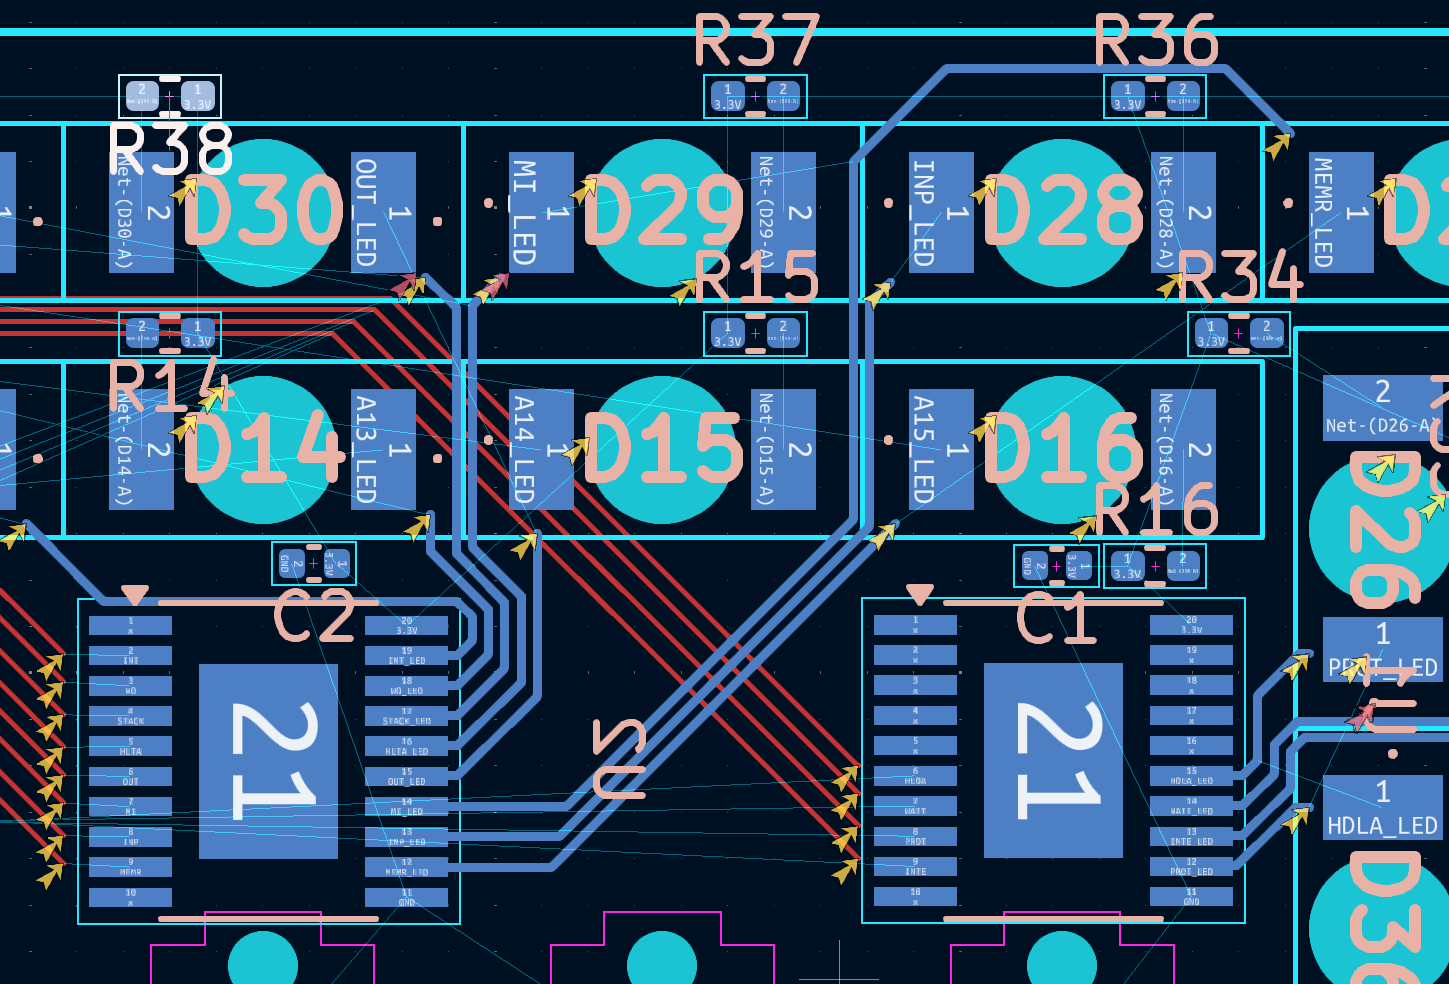 R37
R36
2
1
3.3V
1
3.3V
2
1
3.3V
2
R38
1
Net-(D30-A)
2
D30
OUT_LED
1
MI_LED
1
D29
Net-(D29-A)
2
INP_LED
1
D28
Net-(D28-A)
2
MEMR_LED
1
R15
R34
2
1
3.3V
1
3.3V
2
1
3.3V
2
R14
1
Net-(D14-A)
2
D14
A13_LED
1
A14_LED
1
D15
Net-(D15-A)
2
A15_LED
1
D16
Net-(D16-A)
2
R16
2
Net-(D26-A)
D26
GND
2
3.3V
1
C2
GND
2
3.3V
1
C1
1
3.3V
2
1
PROT_LED
1
x
2
INT
3
WO
4
STACK
5
HLTA
6
OUT
7
MI
8
INP
9
MEMR
10
x
21
20
3.3V
19
INT_LED
18
WO_LED
17
STACK_LED
16
HLTA_LED
15
OUT_LED
14
MI_LED
13
INP_LED
12
MEMR_LED
11
GND
U2
1
x
2
x
3
x
4
x
5
x
6
HLDA
7
WAIT
8
PROT
9
INTE
10
x
21
20
3.3V
19
x
18
x
17
x
16
x
15
HDLA_LED
14
WAIT_LED
13
INTE_LED
12
PROT_LED
11
GND
1
HDLA_LED
D36